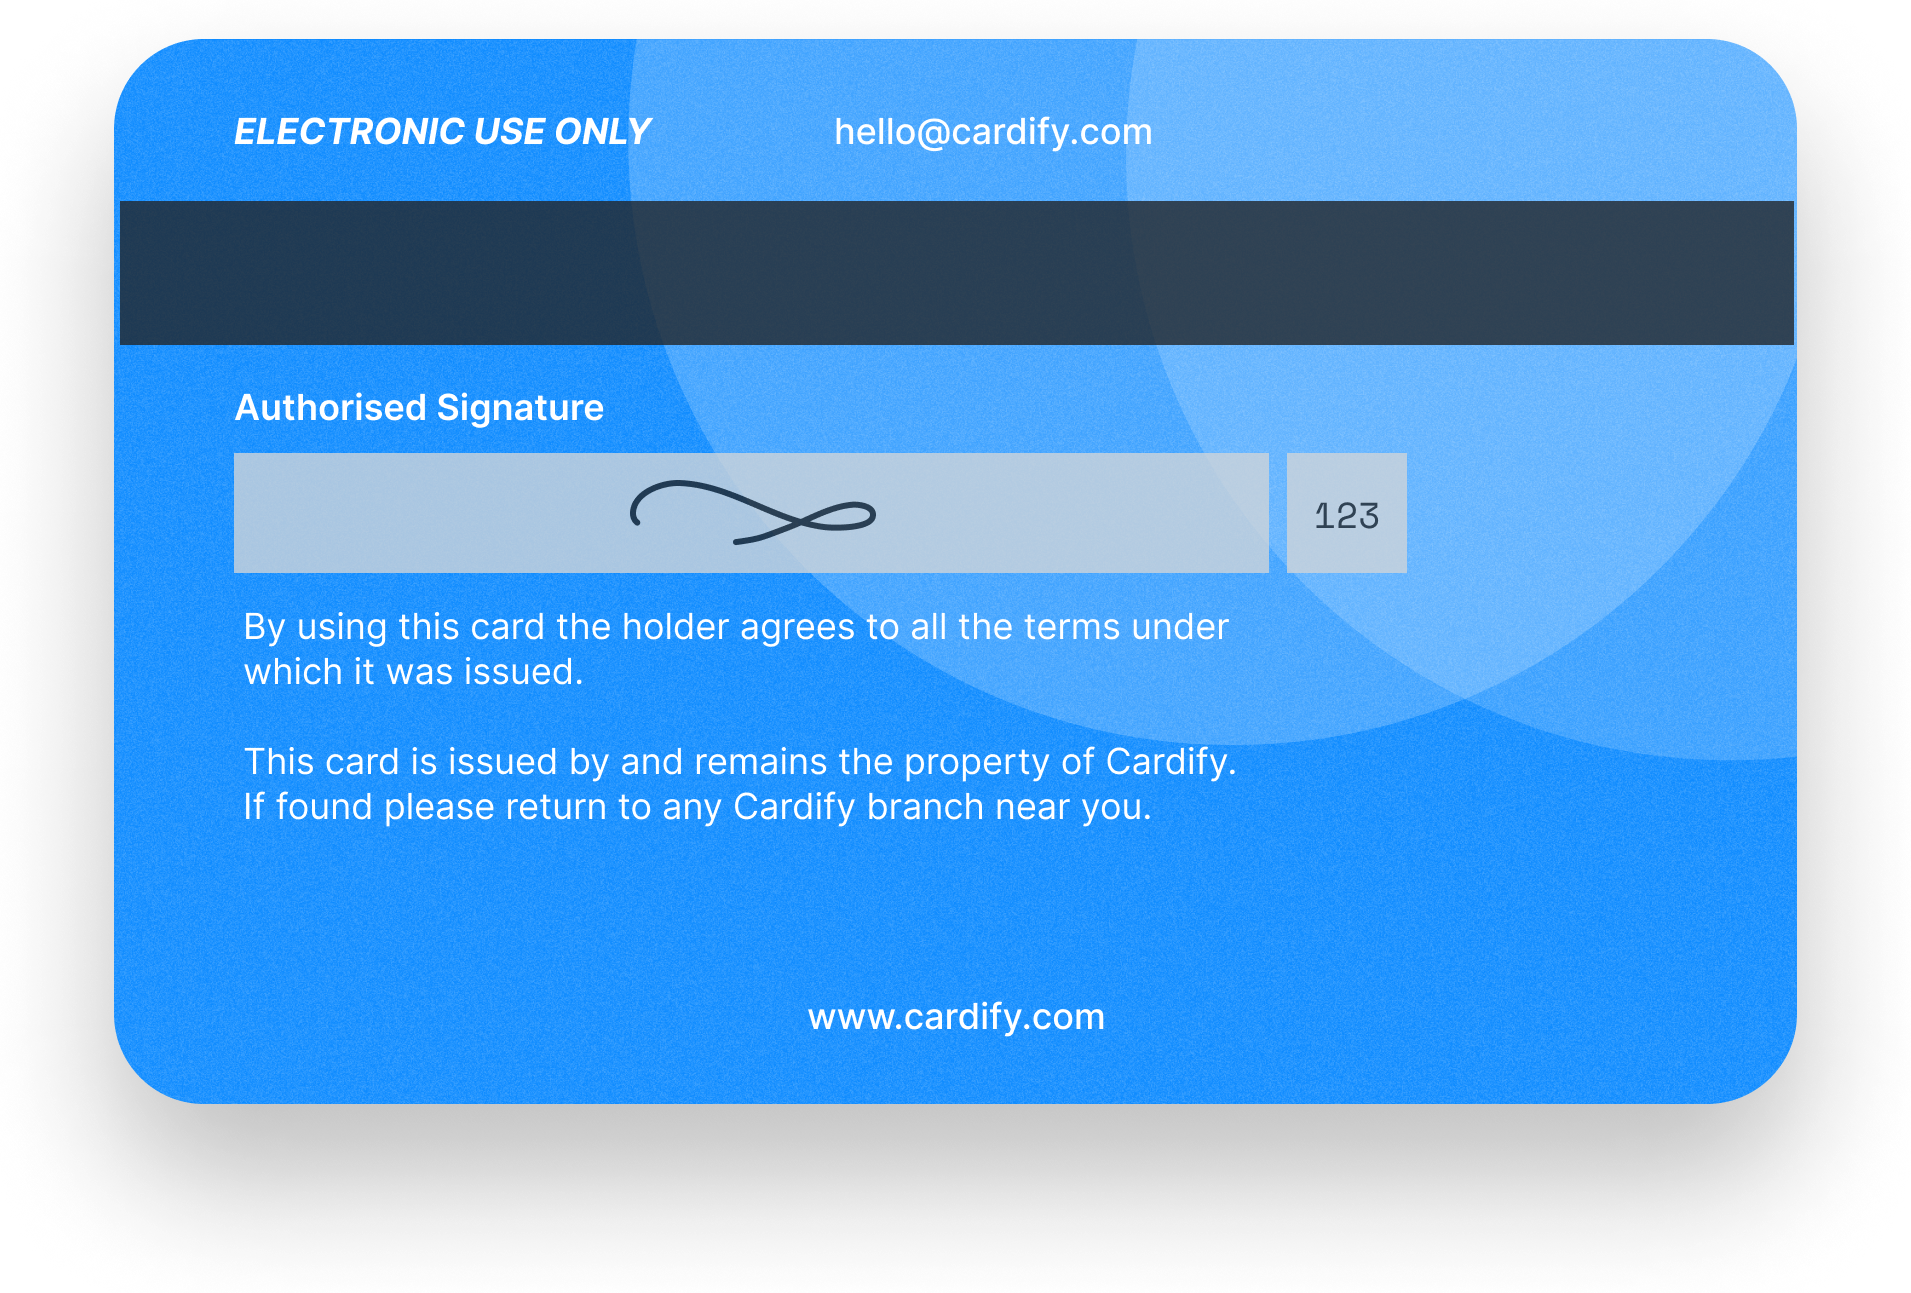 ELECTRONIC USE ONLY
hello@cardify.com
Authorised Signature
123
By using this card the holder agrees to all the terms under
which it was issued.
This card is issued by and remains the property of Cardify.
If found please return to any Cardify branch near you.
www.cardify.com